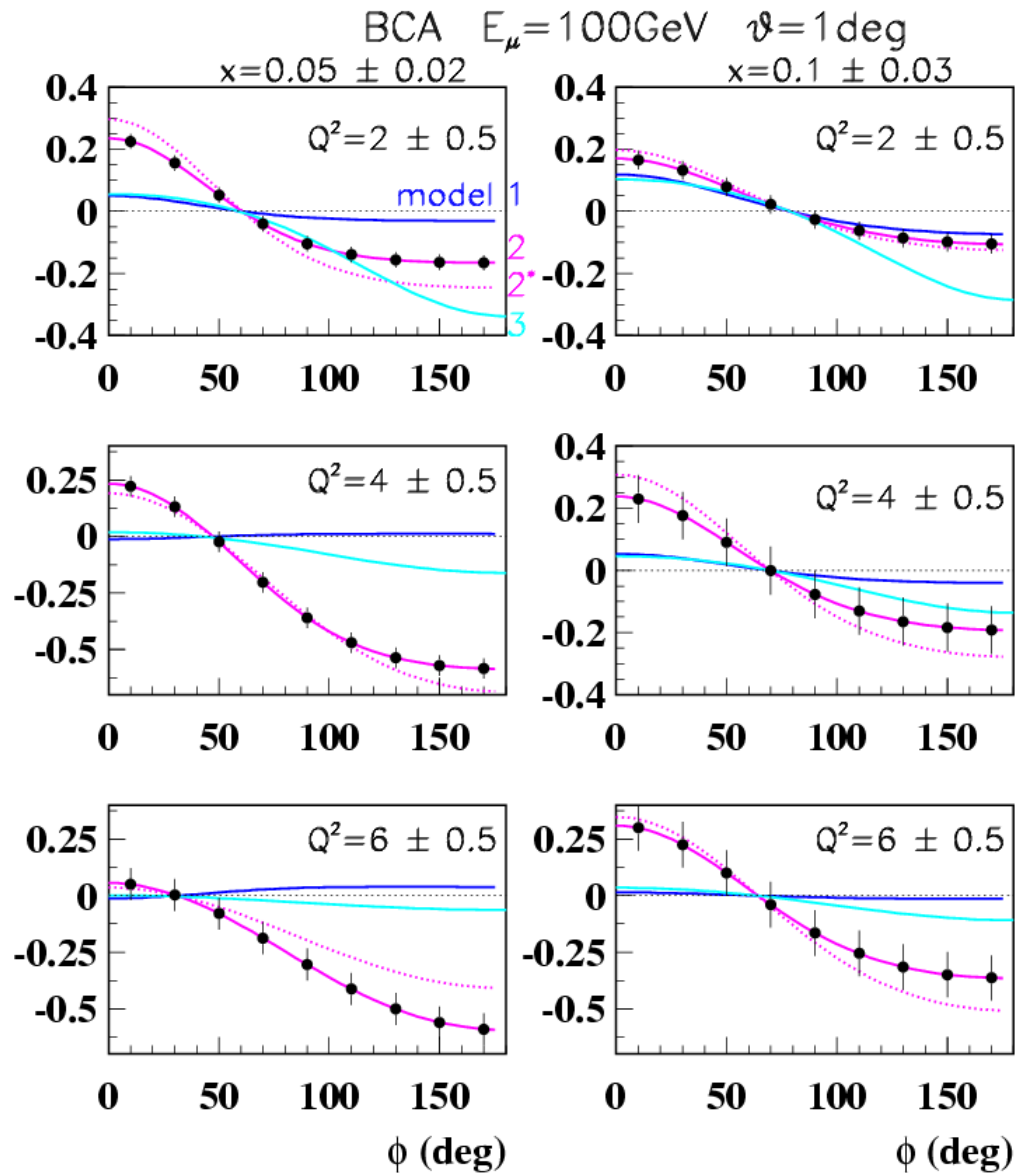 BCA E_μ=100GeV ϑ=1deg
x=0.05 ± 0.02
x=0.1 ± 0.03
0.4
0.2
0
-0.2
-0.4
Q²=2 ± 0.5
model 1
2
2*
3
0 50 100 150
0.4
0.2
0
-0.2
-0.4
Q²=2 ± 0.5
0 50 100 150
0.25
0
-0.25
-0.5
Q²=4 ± 0.5
0 50 100 150
0.4
0.2
0
-0.2
-0.4
Q²=4 ± 0.5
0 50 100 150
0.25
0
-0.25
-0.5
Q²=6 ± 0.5
0 50 100 150
ϕ (deg)
0.25
0
-0.25
-0.5
Q²=6 ± 0.5
0 50 100 150
ϕ (deg)